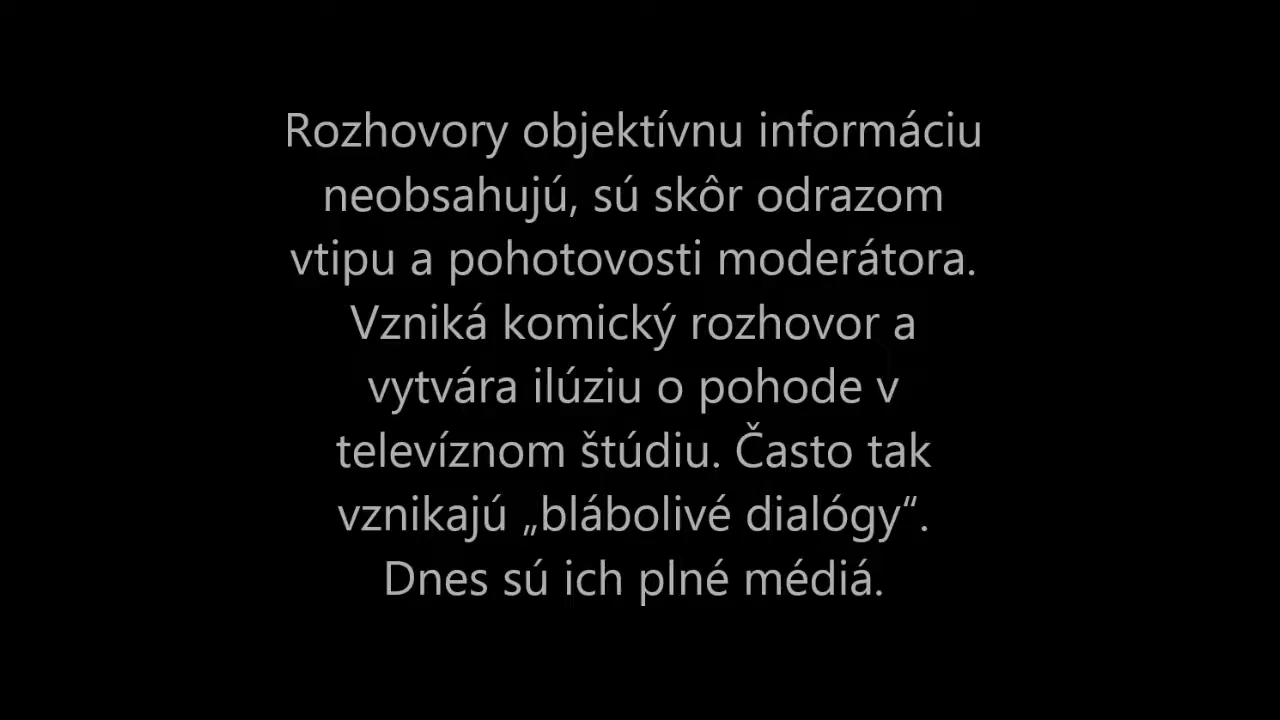 Rozhovory objektívnu informáciu
neobsahujú, sú skôr odrazom
vtipu a pohotovosti moderátora.
Vzniká komický rozhovor a
vytvára ilúziu o pohode v
televíznom štúdiu. Často tak
vznikajú „blábolivé dialógy“.
Dnes sú ich plné médiá.